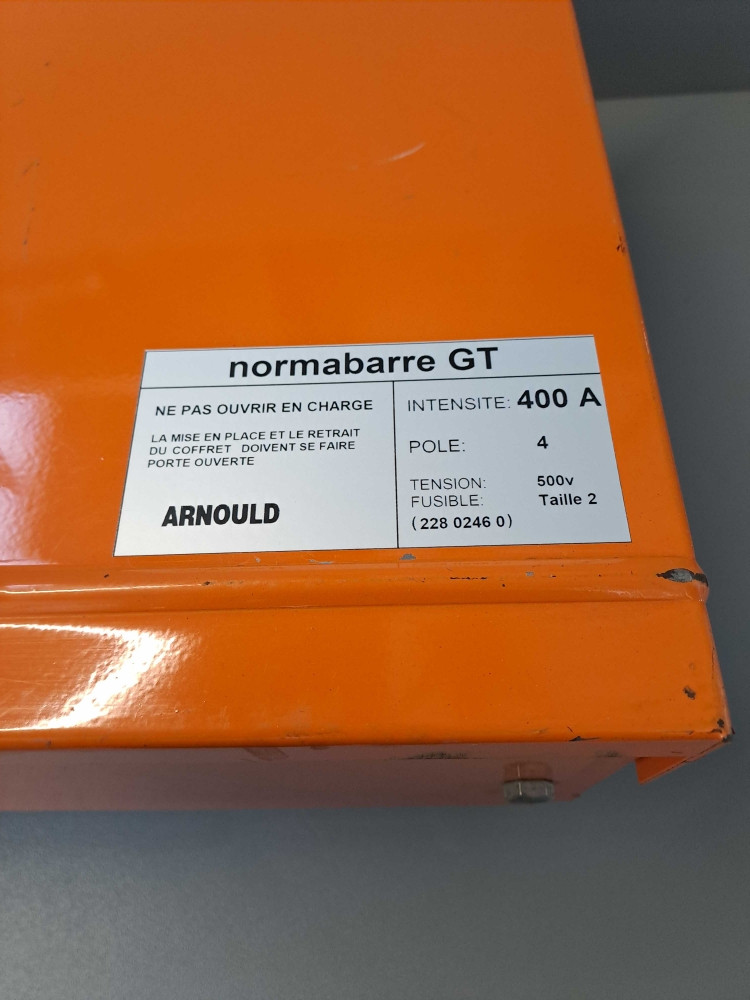 normabarre GT
NE PAS OUVRIR EN CHARGE
LA MISE EN PLACE ET LE RETRAIT
DU COFFRET DOIVENT SE FAIRE
PORTE OUVERTE
ARNOULD
INTENSITE: 400 A
POLE: 4
TENSION: 500v
FUSIBLE: Taille 2
(228 0246 0)